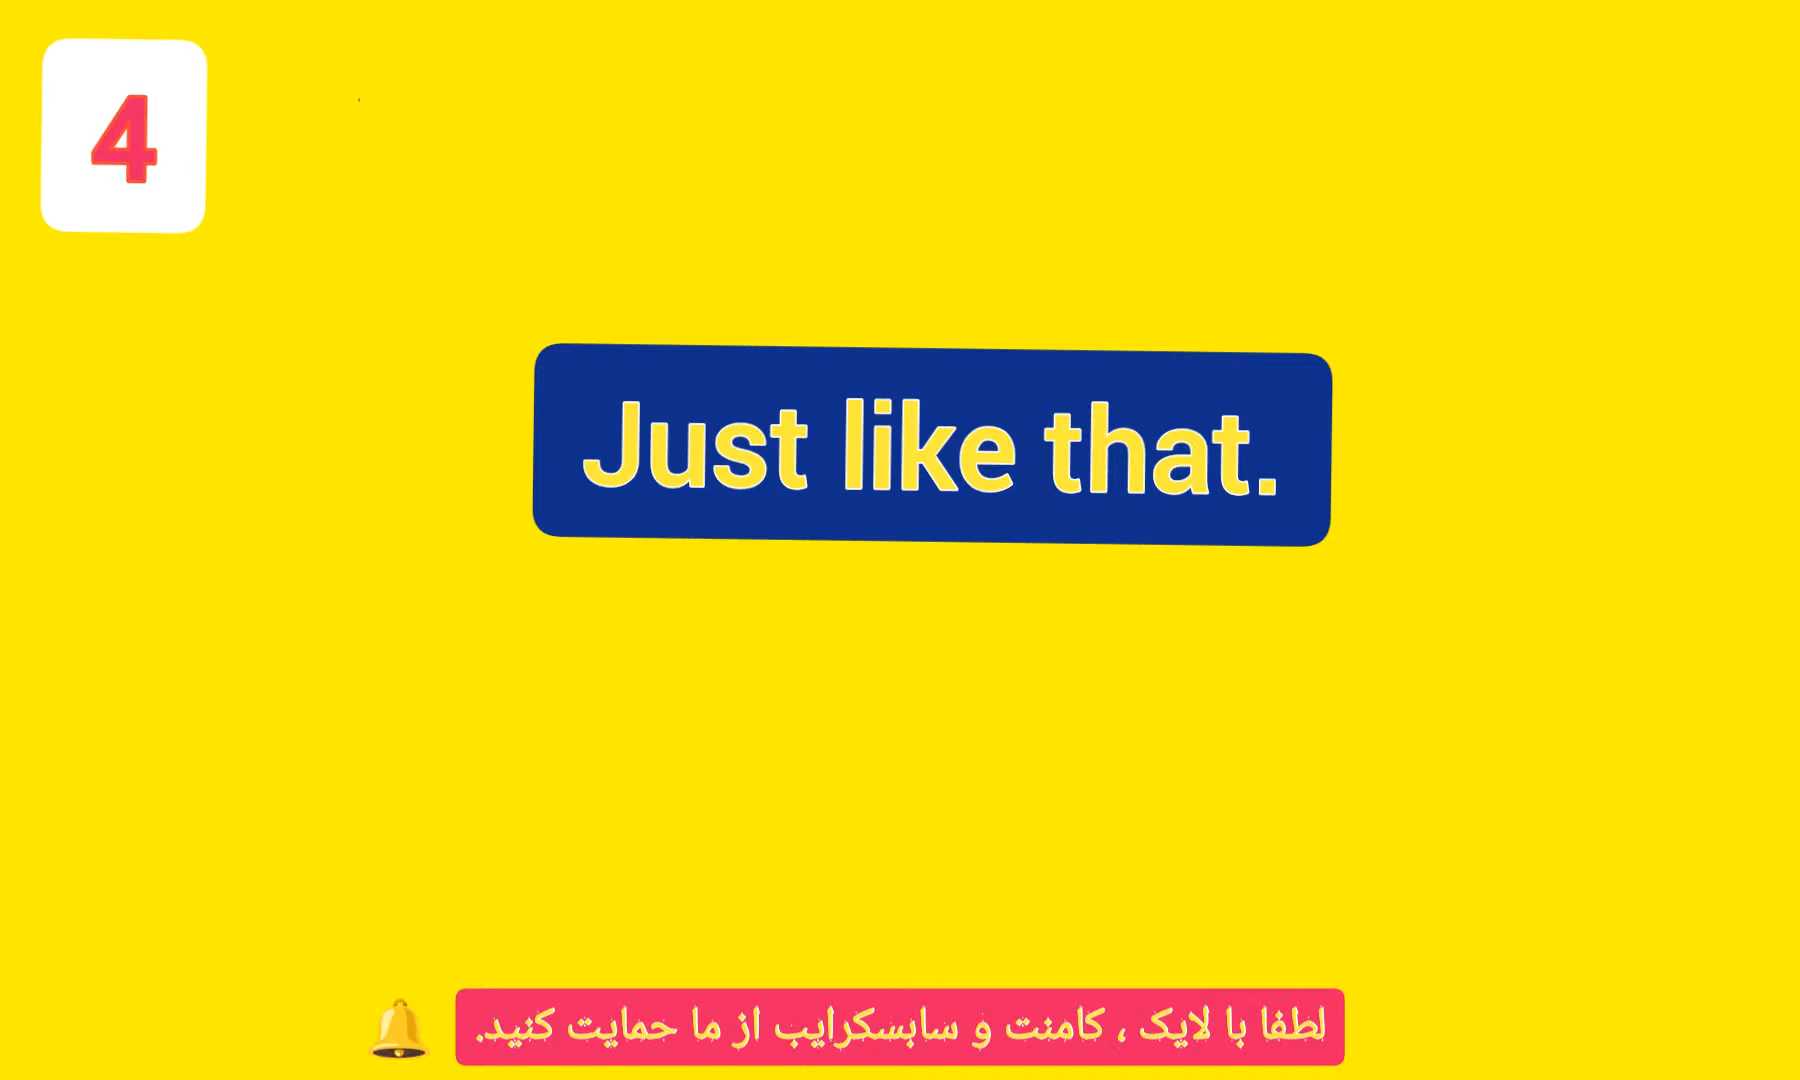 4
Just like that.
لطفا با لایک ، کامنت و سابسکرایب از ما حمایت کنید.